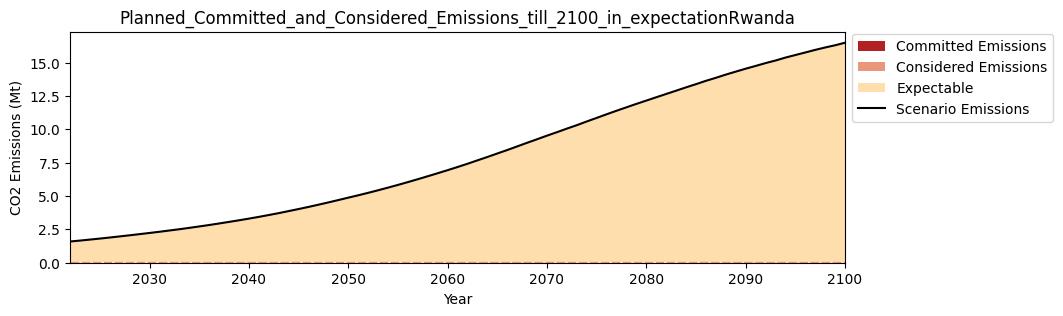 Planned_Committed_and_Considered_Emissions_till_2100_in_expectationRwanda
Committed Emissions
Considered Emissions
Expectable
Scenario Emissions
CO2 Emissions (Mt)
15.0
12.5
10.0
7.5
5.0
2.5
0.0
2030 2040 2050 2060 2070 2080 2090 2100
Year